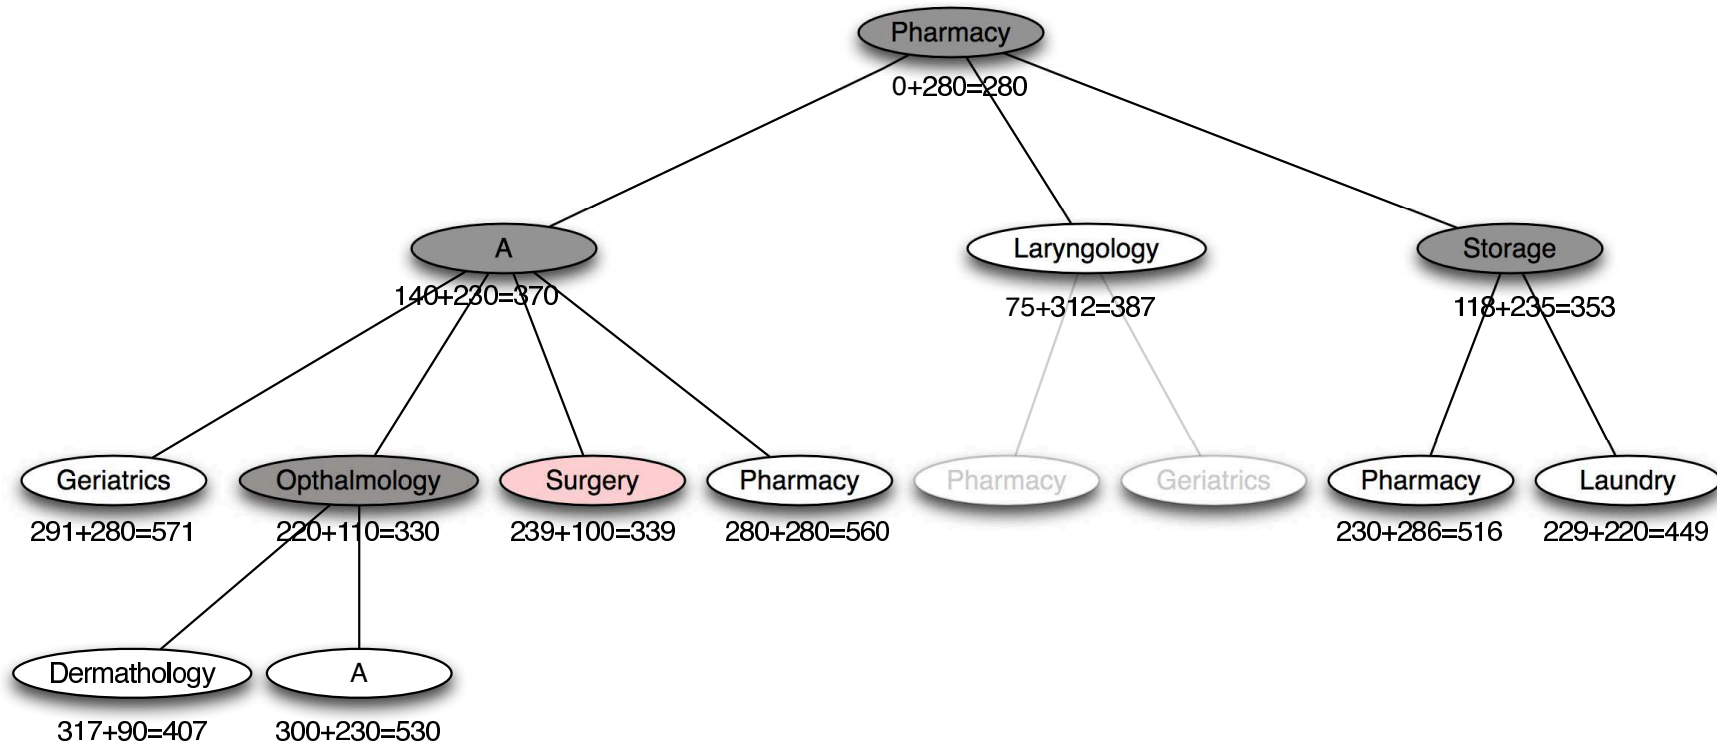 Pharmacy
0+280=280
A
Laryngology
Storage
140+230=370
75+312=387
118+235=353
Geriatrics
Opthalmology
Surgery
Pharmacy
Pharmacy
Geriatrics
Pharmacy
Laundry
291+280=571
220+110=330
239+100=339
280+280=560
230+286=516
229+220=449
Dermathology
A
317+90=407
300+230=530